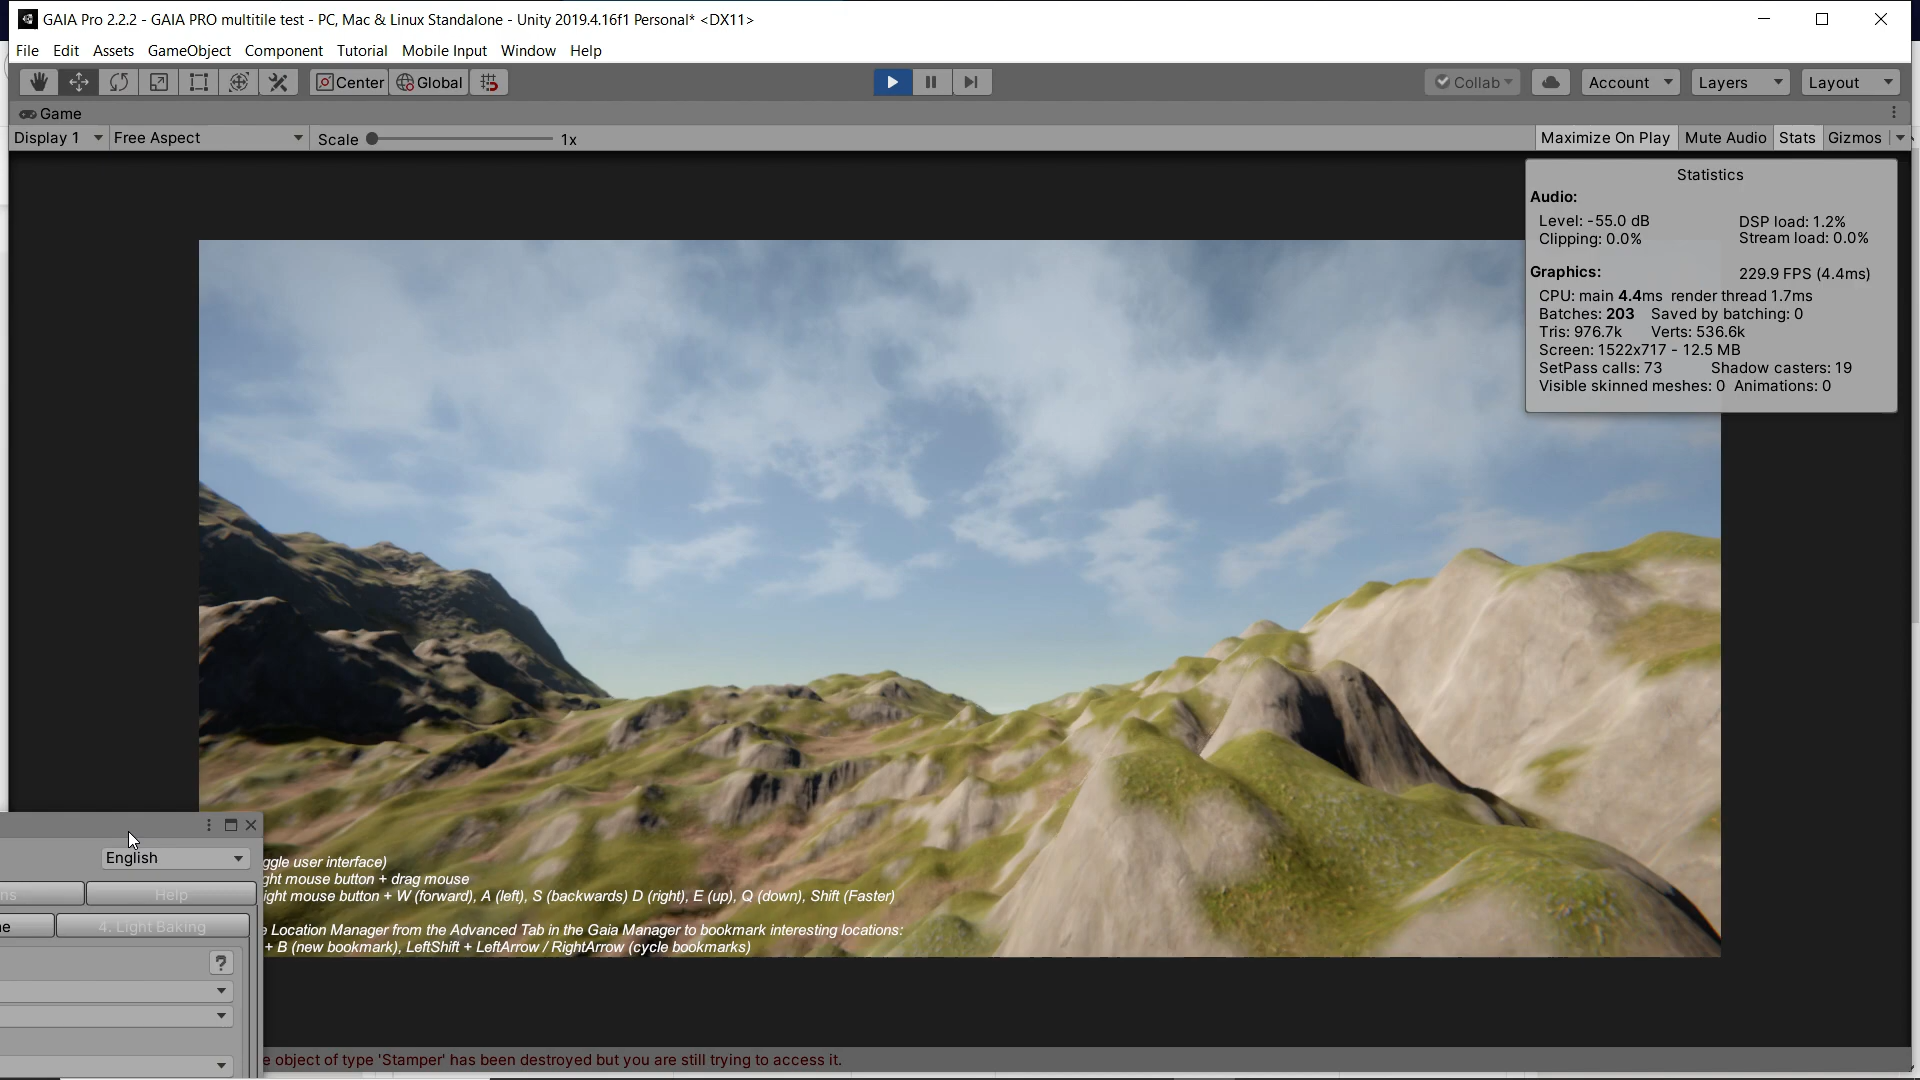 GAIA Pro 2.2.2 - GAIA PRO multitile test - PC, Mac & Linux Standalone - Unity 2019.4.16f1 Personal* <DX11>
File Edit Assets GameObject Component Tutorial Mobile Input Window Help
Center Global Collab Account Layers Layout
Game
Display 1 Free Aspect Scale 1x Maximize On Play Mute Audio Stats Gizmos
Statistics
Audio:
Level: -55.0 dB DSP load: 1.2%
Clipping: 0.0% Stream load: 0.0%
Graphics: 229.9 FPS (4.4ms)
CPU: main 4.4ms render thread 1.7ms
Batches: 203 Saved by batching: 0
Tris: 976.7k Verts: 536.6k
Screen: 1522x717 - 12.5 MB
SetPass calls: 73 Shadow casters: 19
Visible skinned meshes: 0 Animations: 0
English
Help
4. Light Baking
?
user interface)
mouse button + drag mouse
mouse button + W (forward), A (left), S (backwards) D (right), E (up), Q (down), Shift (Faster)
Location Manager from the Advanced Tab in the Gaia Manager to bookmark interesting locations:
+ B (new bookmark), LeftShift + LeftArrow / RightArrow (cycle bookmarks)
object of type 'Stamper' has been destroyed but you are still trying to access it.